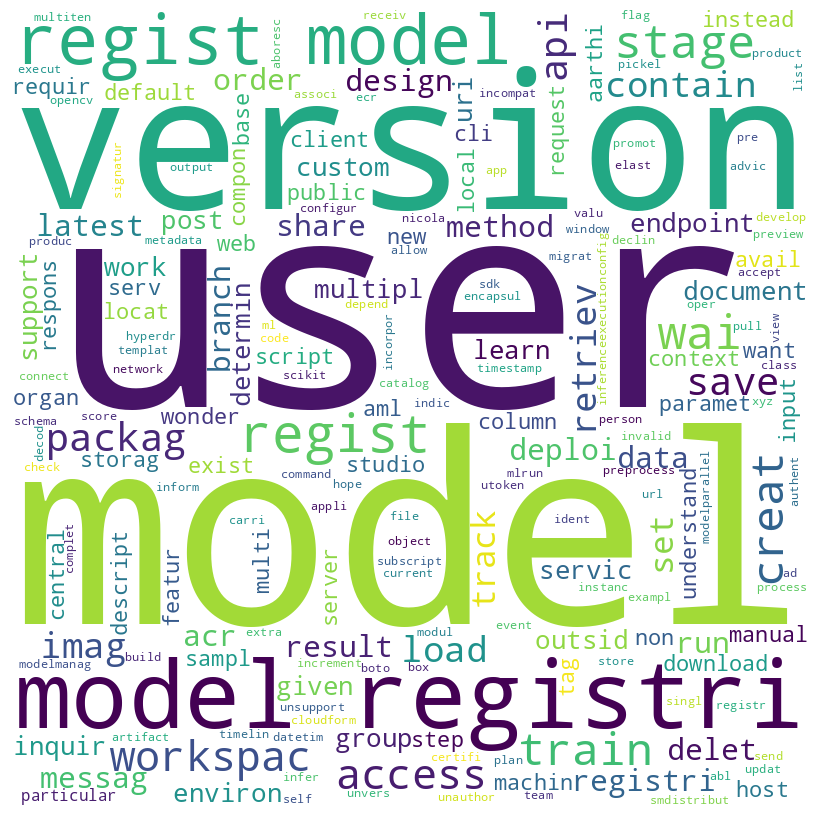 multiten
receiv
flag
instead
regist model
api
stage
aboresc
execut
requir
order
design
aarthi
product
pickel
list
opencv
default
associ
ecr
uri
incompat
contain
version
base
client
cli
request
promot
pre
signatur
output
custom
local
app
elast
advic
compon
public
configur
latest
post
share
nicola
method
valu
new
allow
window
endpoint
develop
preview
produc
metadata
web
migrat
declin
user
support
respons
work
serv
locat
branch
determin
multipl
sdk
encapsul
depend
retriev
inferenceexecutionconfig
avail
accept
document
oper
hyperdr
templat
network
ml
code
script
scikit
incorpor
learn
timestamp
wai
pull
view
context
want
class
connect
organ
catalog
save
schema
score
wonder
aml
indic
column
paramet
person
xyz
input
packag
regist
deploi
invalid
decod
check
storag
exist
studio
command
mlrun
data
preprocess
understand
modelparallel
authent
inform
hope
utoken
url
creat
model
appli
carri
file
ident
object
track
set
central
complet
descript
featur
multi
server
subscript
current
servic
instanc
exampl
ad
process
imag
acr
extra
modul
event
outsid
non
run
manual
modelmanag
build
sampl
result
load
increment
boto
box
tag
store
download
model registri
given
unsupport
cloudform
singl
registr
artifact
timelin
datetim
inquir
workspac
group
step
train
delet
certifi
plan
send
messag
access
machin
registri
abl
updat
host
particular
environ
infer
self
unvers
unauthor
team
smdistribut